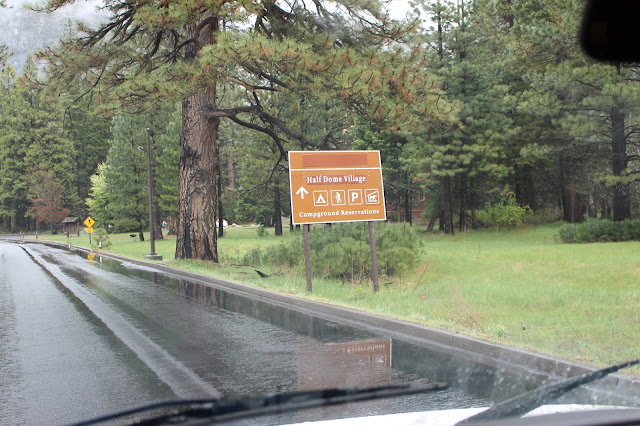 Half Dome Village
P
Campground Reservations